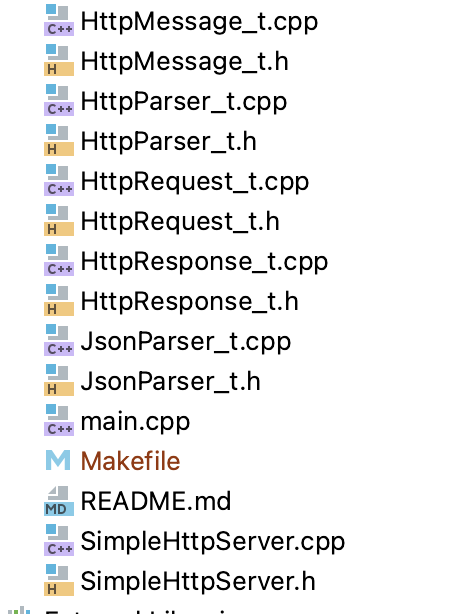 C++ HttpMessage_t.cpp
H HttpMessage_t.h
C++ HttpParser_t.cpp
H HttpParser_t.h
C++ HttpRequest_t.cpp
H HttpRequest_t.h
C++ HttpResponse_t.cpp
H HttpResponse_t.h
C++ JsonParser_t.cpp
H JsonParser_t.h
C++ main.cpp
M Makefile
MD README.md
C++ SimpleHttpServer.cpp
H SimpleHttpServer.h